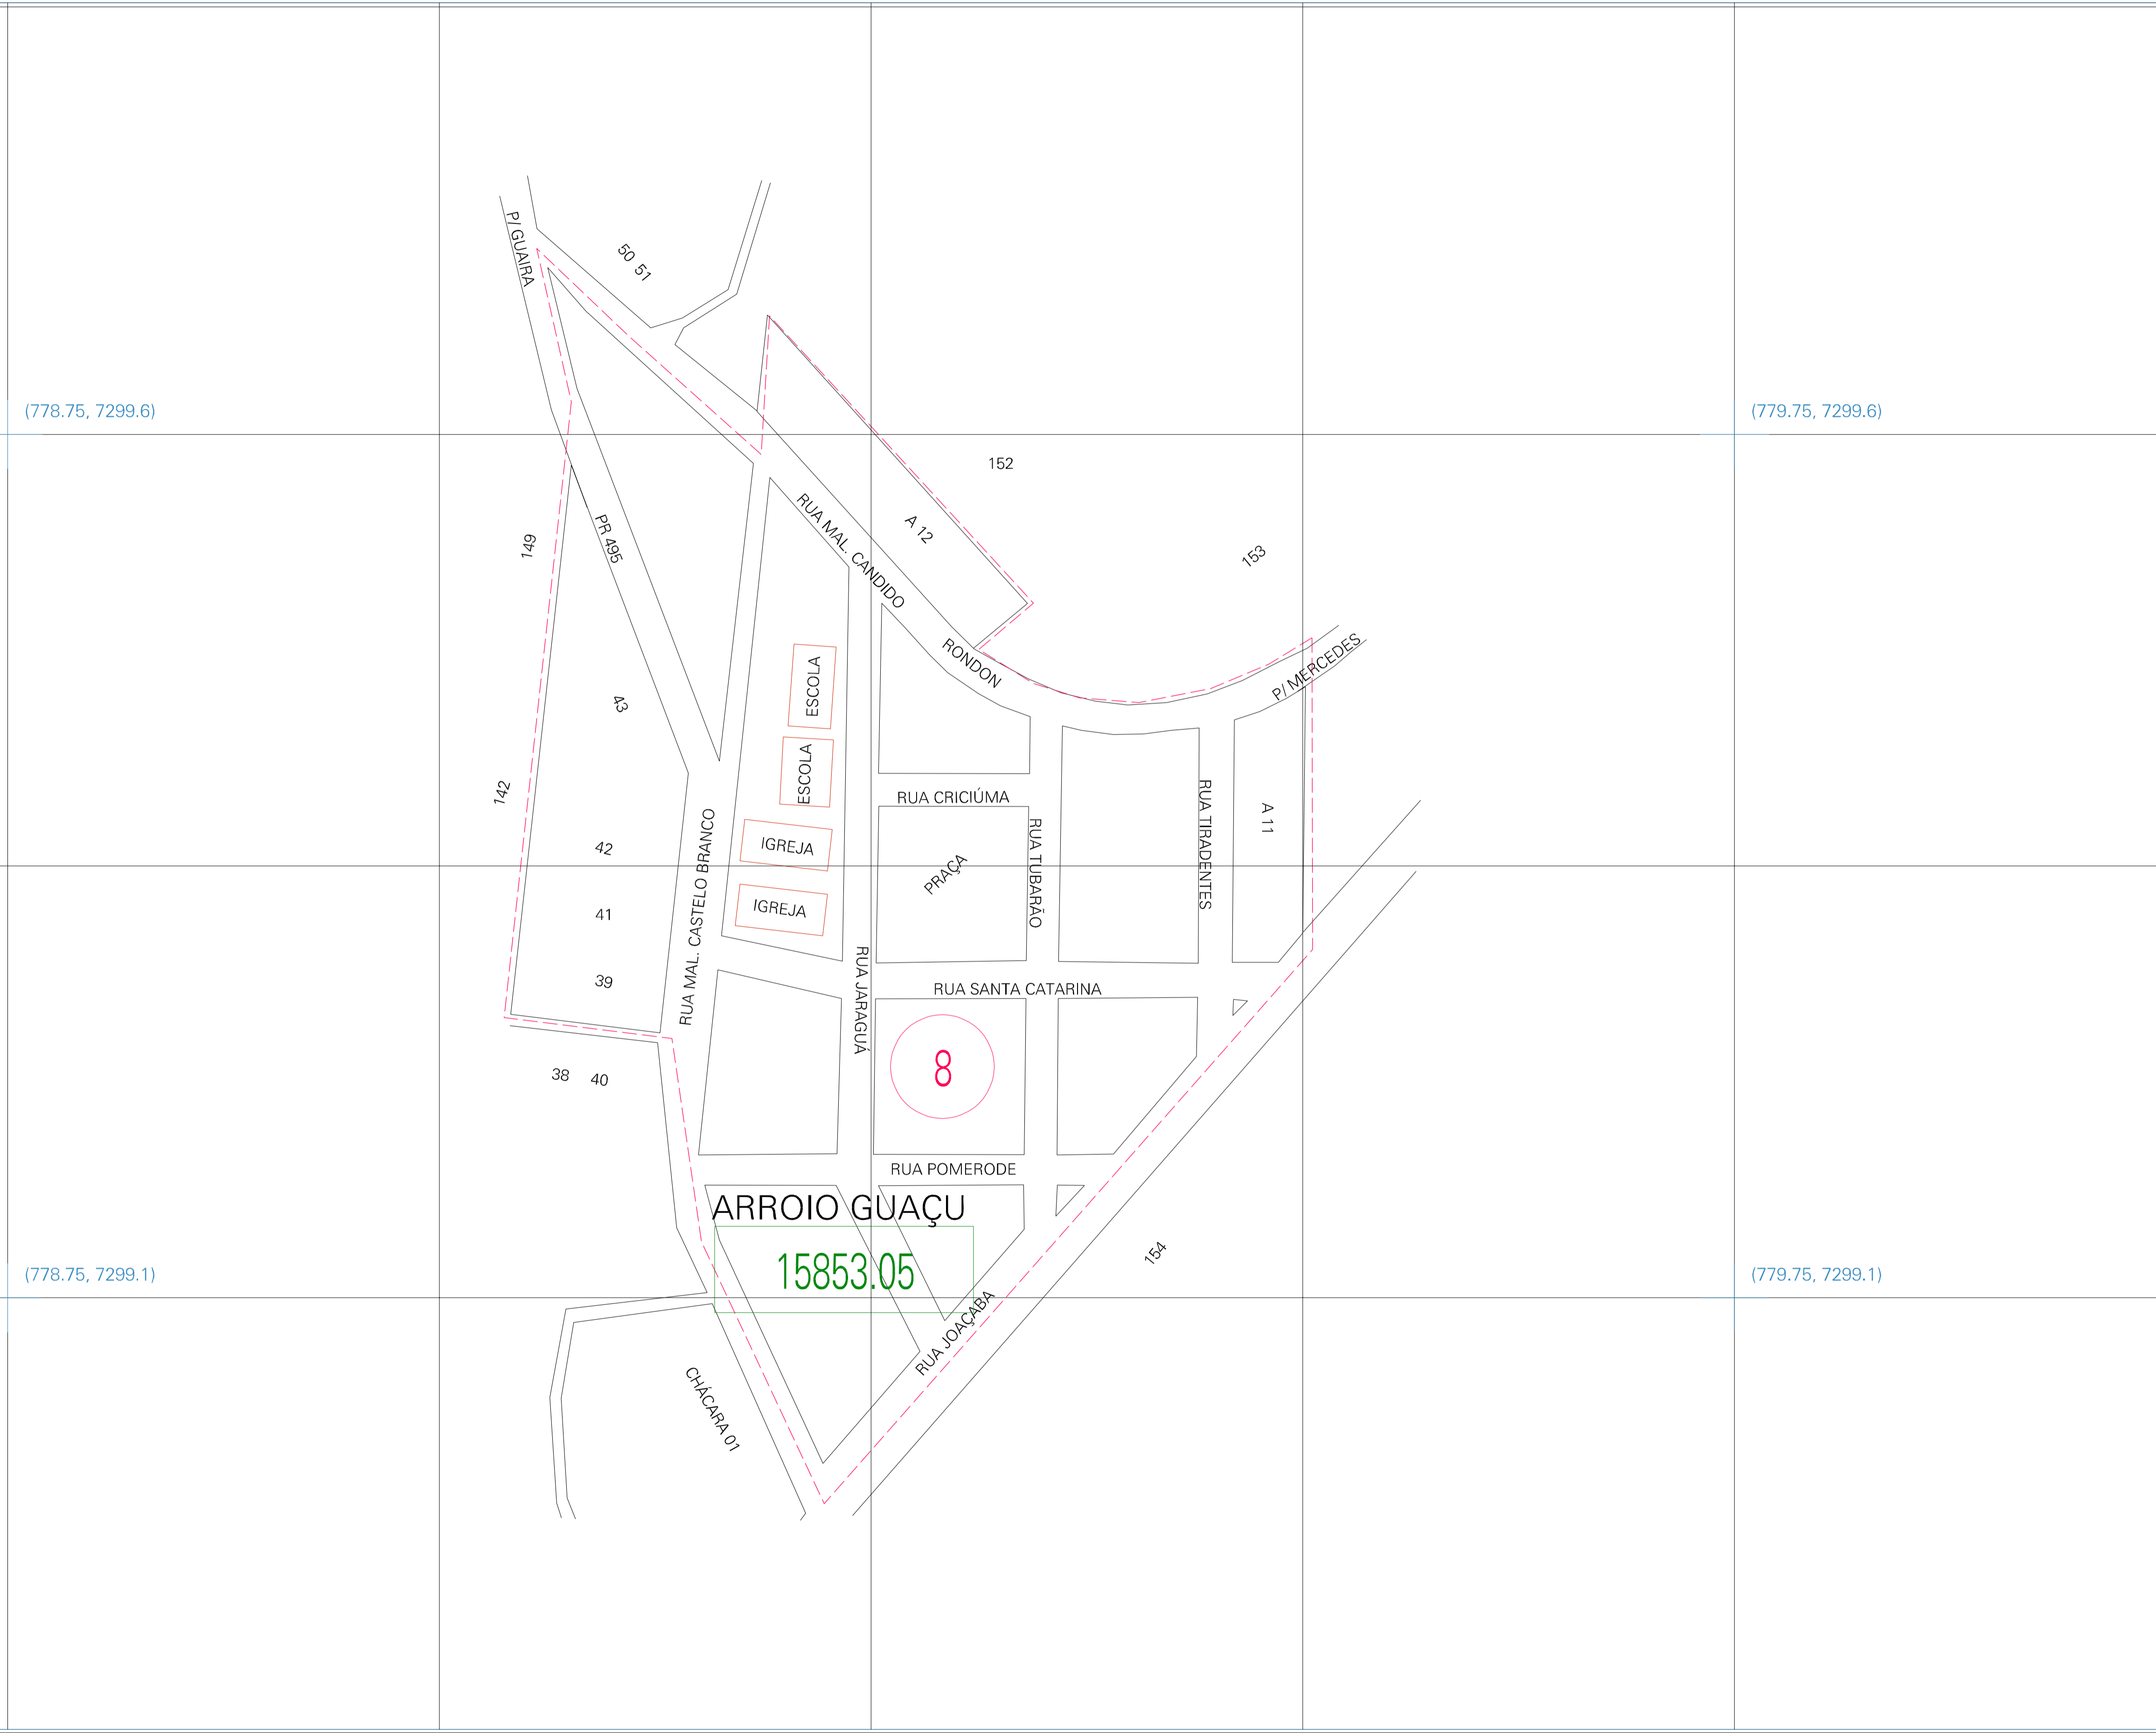 P/ GUAIRA
50 51
(778.75, 7299.6)
(779.75, 7299.6)
152
149
PR 495
RUA MAL. CANDIDO
RONDON
A 12
153
P/ MERCEDES
43
ESCOLA
ESCOLA
142
RUA CRICIÚMA
RUA TUBARÃO
RUA TIRADENTES
A 11
42
IGREJA
PRAÇA
41
IGREJA
RUA MAL. CASTELO BRANCO
39
RUA JARAGUÁ
RUA SANTA CATARINA
38 40
8
RUA POMERODE
ARROIO GUAÇU
15853.05
154
(778.75, 7299.1)
(779.75, 7299.1)
RUA JOAÇABA
CHÁCARA 01